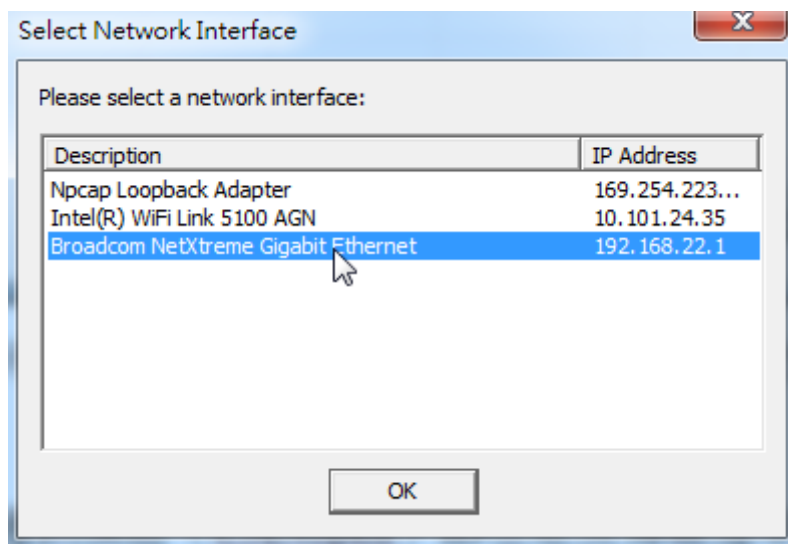 Select Network Interface
Please select a network interface:
Description IP Address
Npcap Loopback Adapter 169.254.223...
Intel(R) WiFi Link 5100 AGN 10.101.24.35
Broadcom NetXtreme Gigabit Ethernet 192.168.22.1
OK